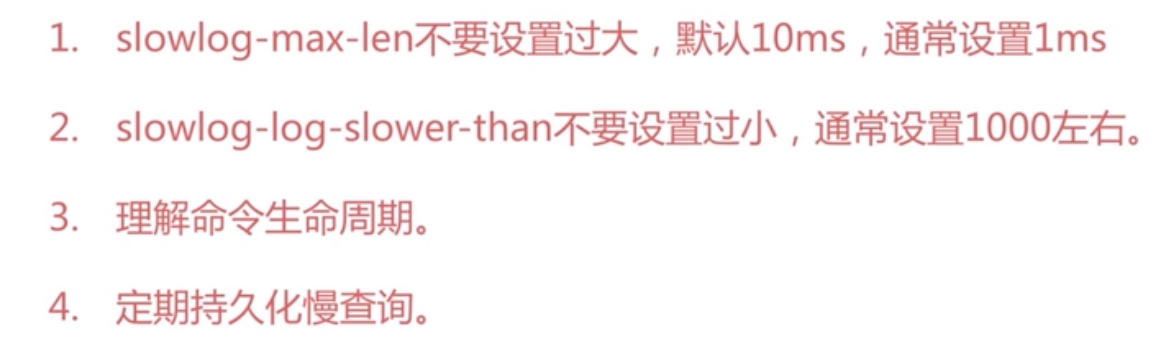 1. slowlog-max-len不要设置过大，默认10ms，通常设置1ms
2. slowlog-log-slower-than不要设置过小，通常设置1000左右。
3. 理解命令生命周期。
4. 定期持久化慢查询。